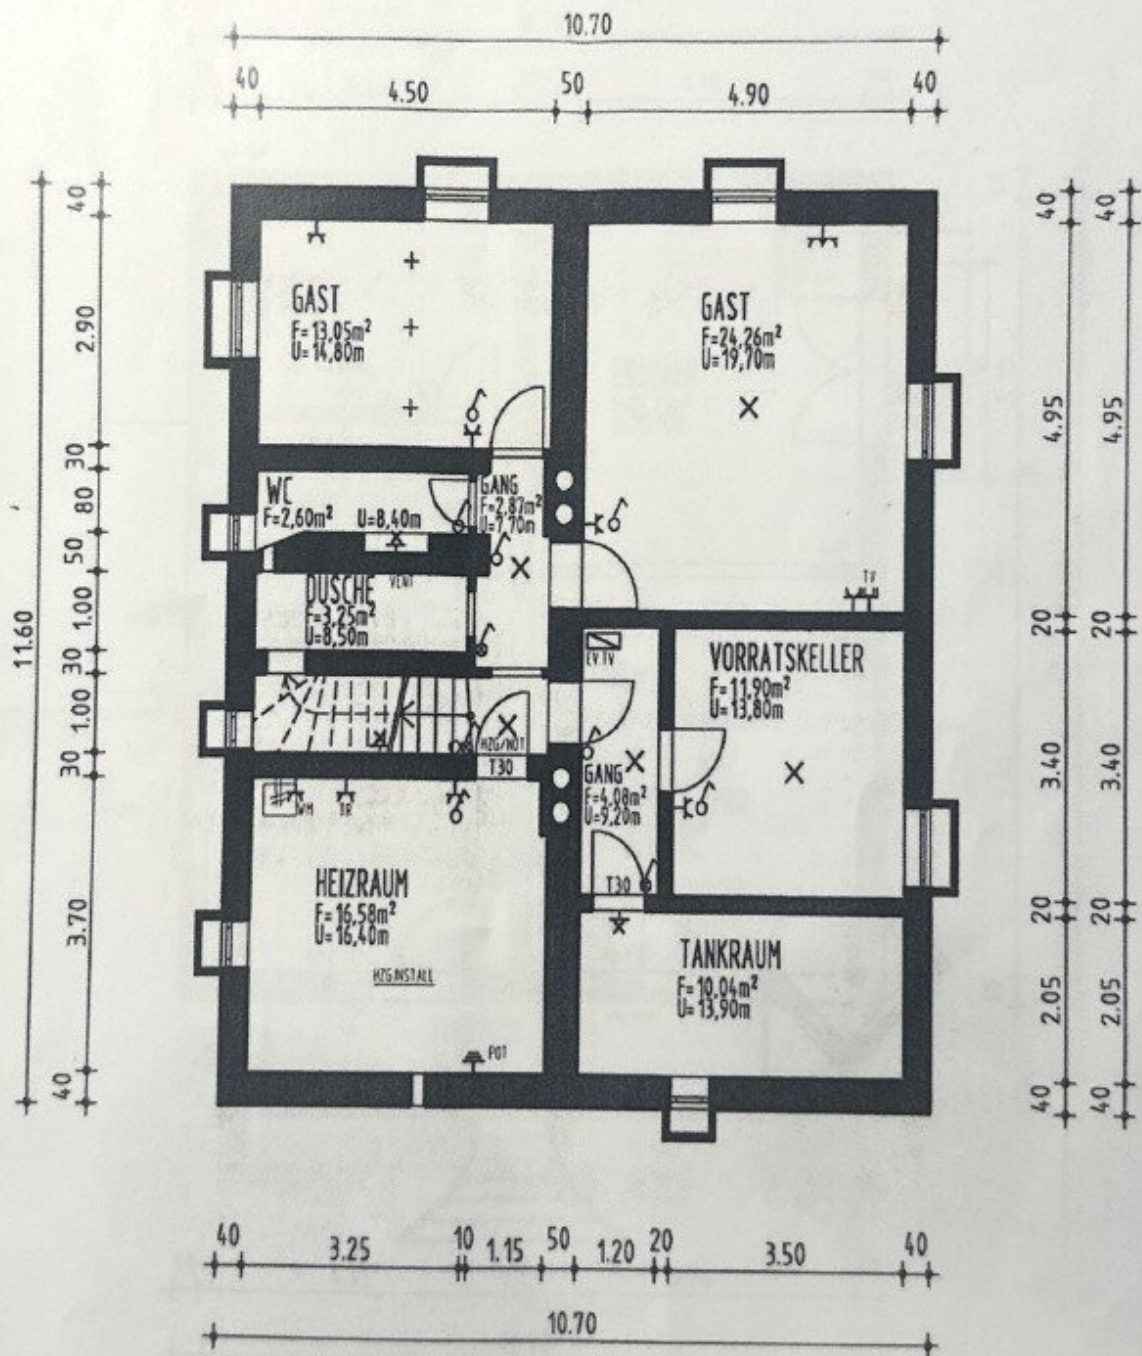 10.70
40 4.50 50 4.90 40
11.60
40
2.90
30
80
50
1.00
30
1.00
30
3.70
40
GAST
F=13,05m²
U=14,80m
GAST
F=24,26m²
U=19,70m
WC
F=2,60m² U=8,40m
GANG
F=2,87m²
U=7,70m
VENT
DUSCHE
F=3,25m²
U=8,50m
TV
EV.TV
VORRATSKELLER
F=11,90m²
U=13,80m
HZG/NOT
T30
GANG
F=4,08m²
U=9,20m
WM TR
HEIZRAUM
F=16,58m²
U=16,40m
HZG.INSTALL
T30
TANKRAUM
F=10,04m²
U=13,90m
POT
40 40
4.95 4.95
20 20
3.40 3.40
20 20
2.05 2.05
40 40
40 3.25 10 1.15 50 1.20 20 3.50 40
10.70